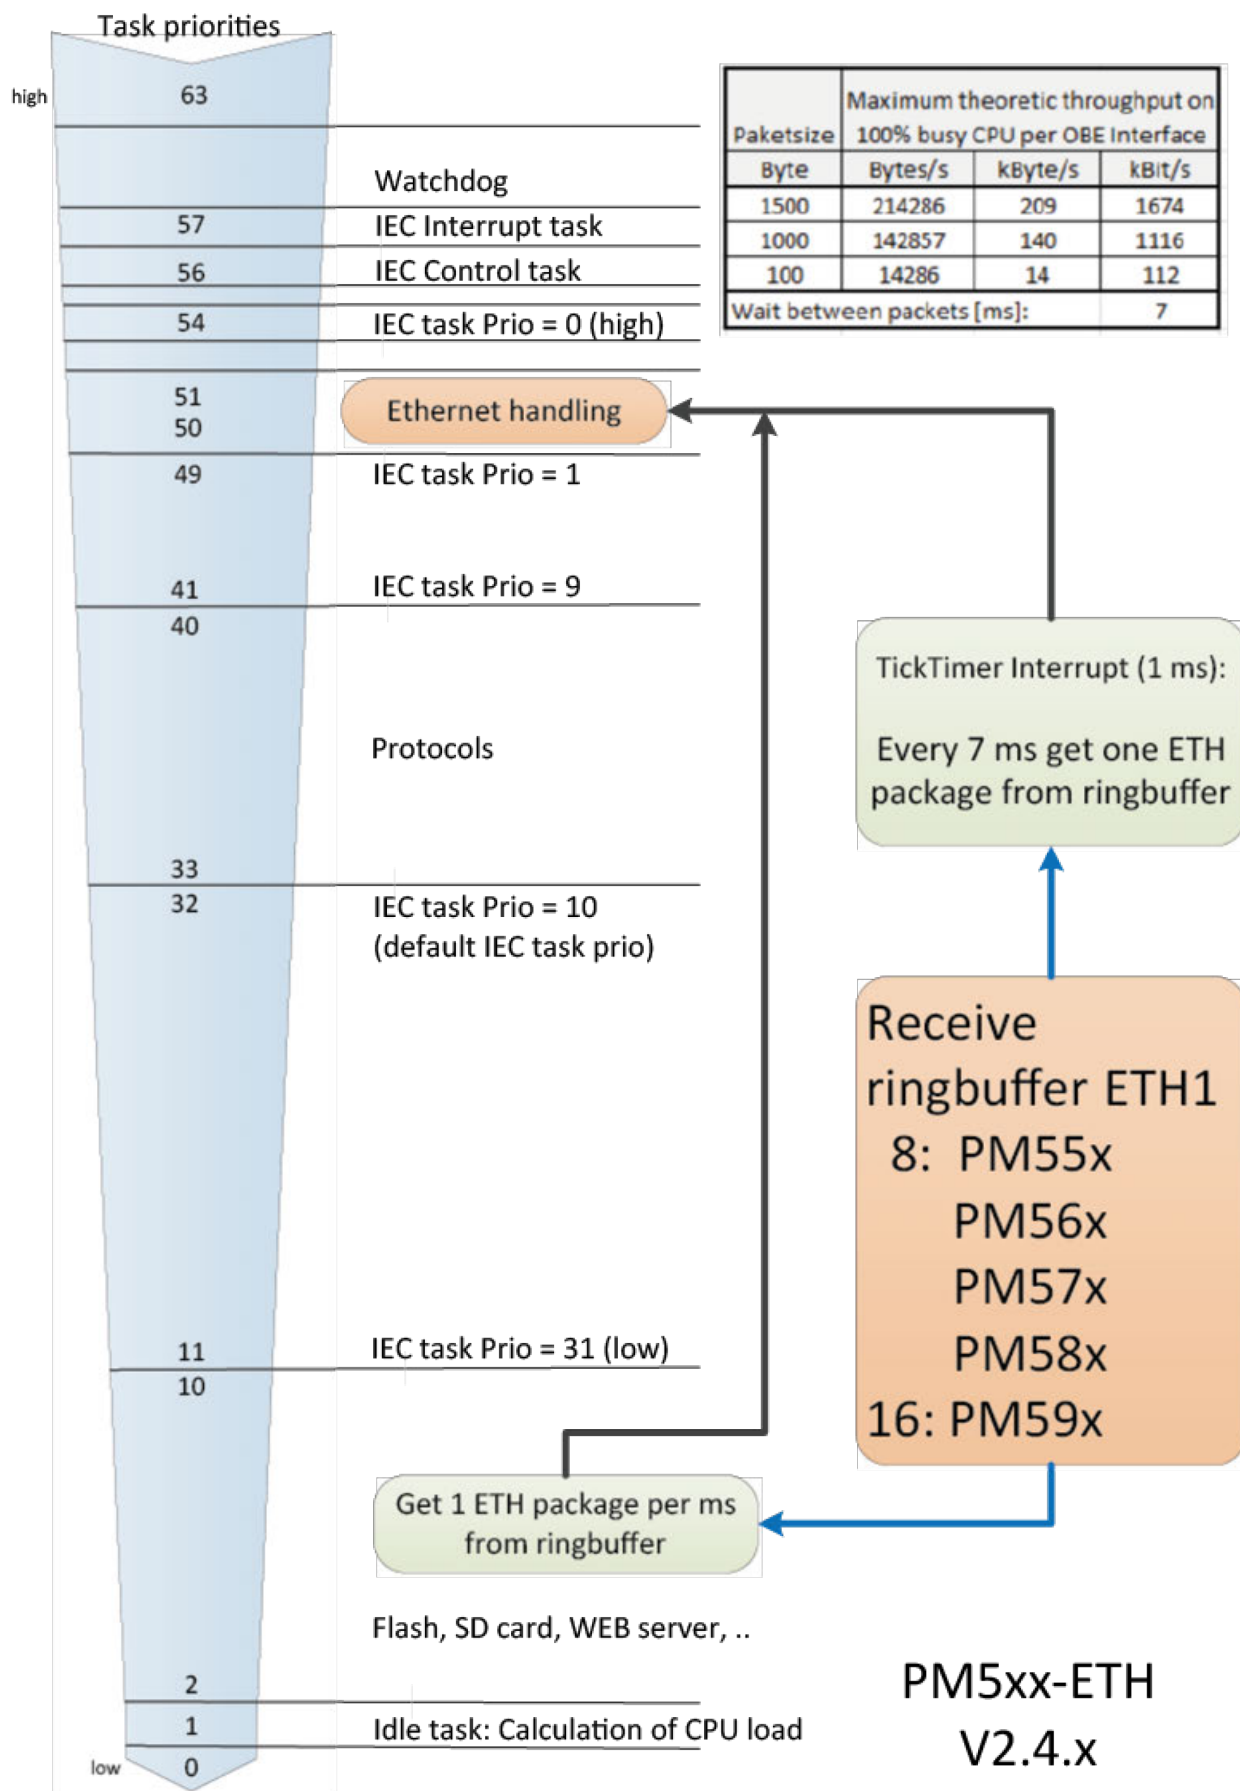 Task priorities
high
63
Watchdog
57
IEC Interrupt task
56
IEC Control task
54
IEC task Prio = 0 (high)
51
50
Ethernet handling
49
IEC task Prio = 1
41
IEC task Prio = 9
40
Protocols
33
32
IEC task Prio = 10
(default IEC task prio)
11
IEC task Prio = 31 (low)
10
Get 1 ETH package per ms
from ringbuffer
Flash, SD card, WEB server, ..
2
1
Idle task: Calculation of CPU load
low
0
Maximum theoretic throughput on
Paketsize 100% busy CPU per OBE Interface
Byte Bytes/s kByte/s kBit/s
1500 214286 209 1674
1000 142857 140 1116
100 14286 14 112
Wait between packets [ms]: 7
TickTimer Interrupt (1 ms):
Every 7 ms get one ETH
package from ringbuffer
Receive
ringbuffer ETH1
8: PM55x
PM56x
PM57x
PM58x
16: PM59x
PM5xx-ETH
V2.4.x